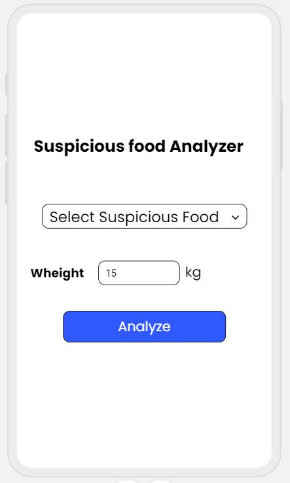 Suspicious food Analyzer
Select Suspicious Food
Wheight 15 kg
Analyze